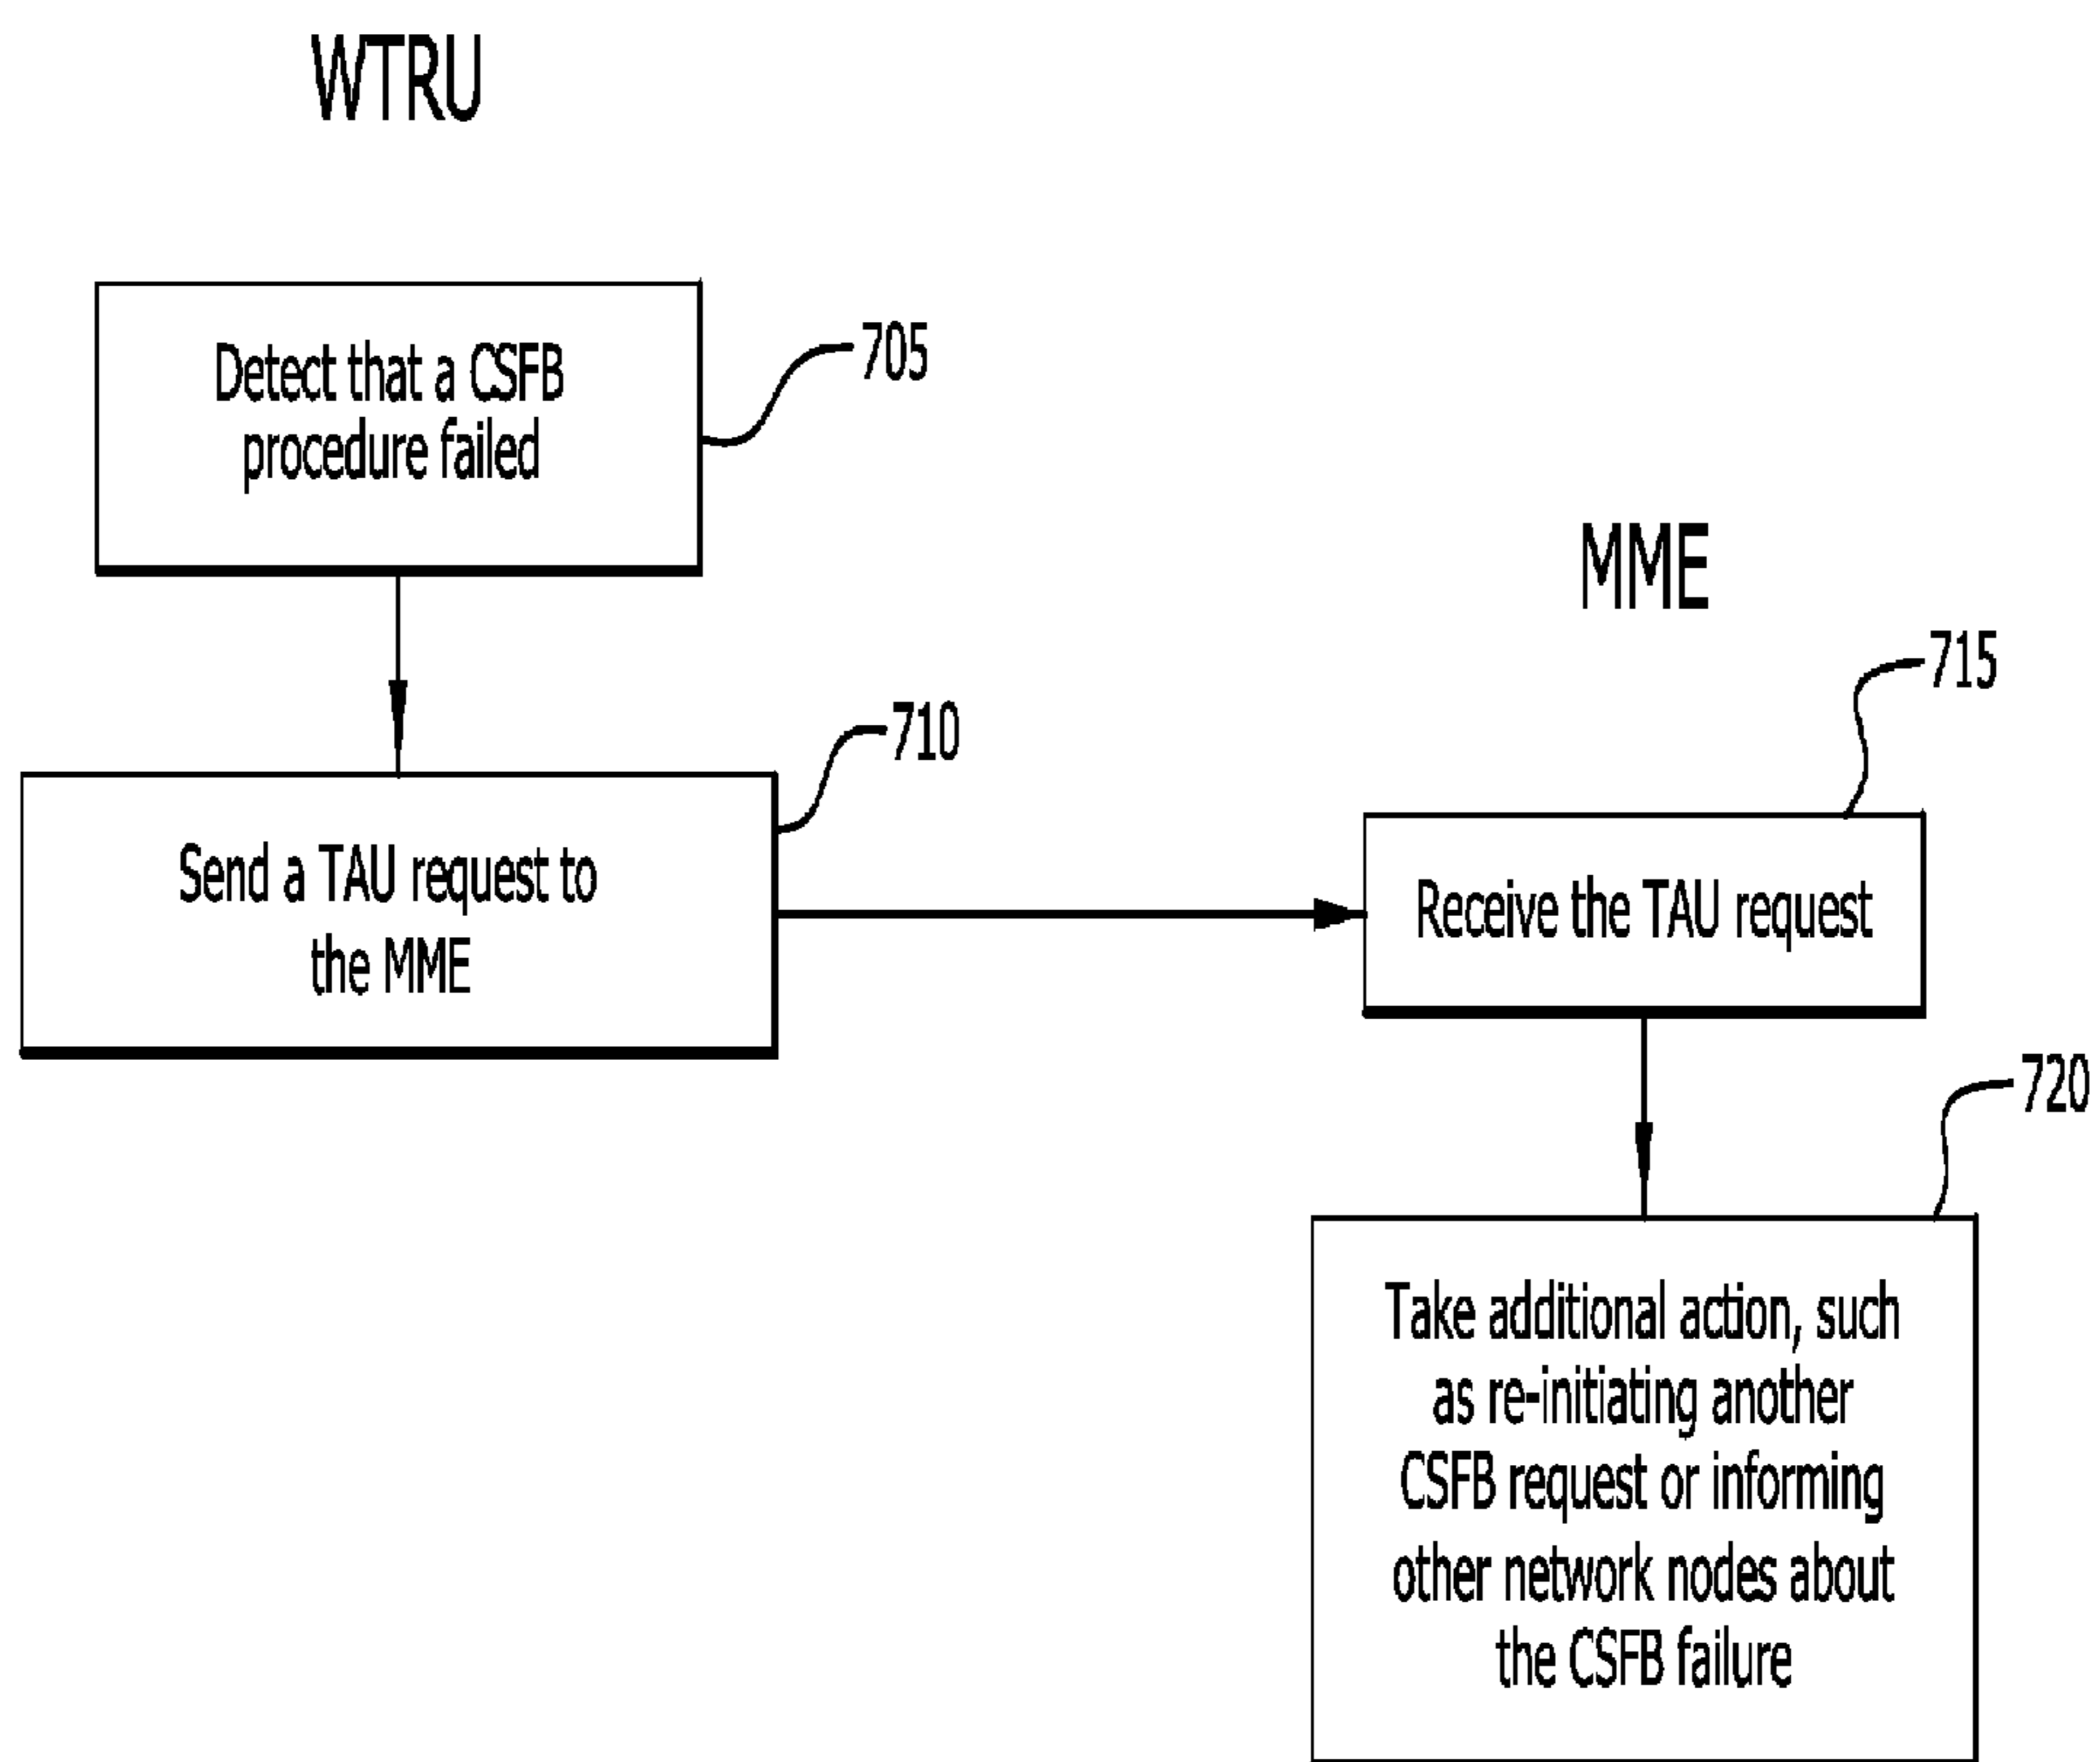 WTRU
Detect that a CSFB
procedure failed
705
MME
715
710
Send a TAU request to
the MME
Receive the TAU request
720
Take additional action, such
as re-initiating another
CSFB request or informing
other network nodes about
the CSFB failure